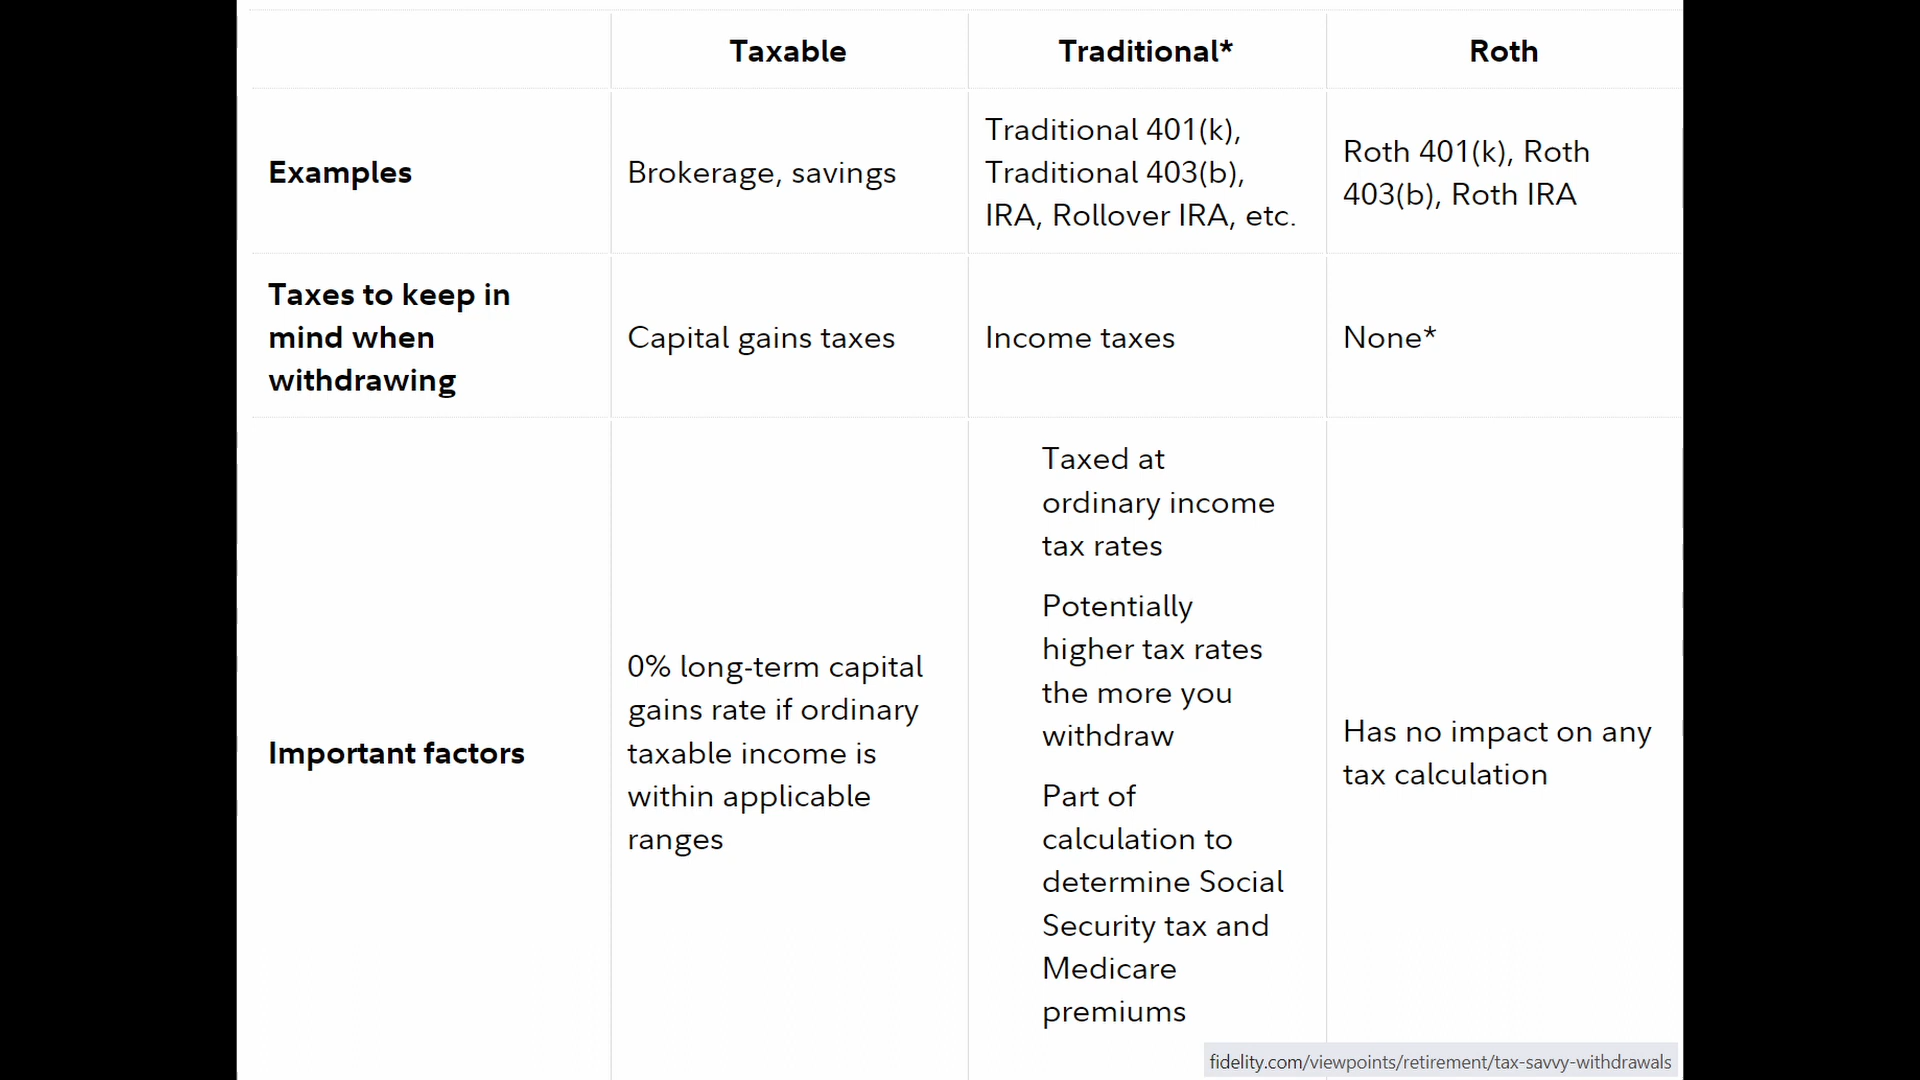 Taxable
Traditional*
Roth
Examples
Brokerage, savings
Traditional 401(k),
Traditional 403(b),
IRA, Rollover IRA, etc.
Roth 401(k), Roth
403(b), Roth IRA
Taxes to keep in
mind when
withdrawing
Capital gains taxes
Income taxes
None*
Important factors
0% long-term capital
gains rate if ordinary
taxable income is
within applicable
ranges
Taxed at
ordinary income
tax rates
Potentially
higher tax rates
the more you
withdraw
Part of
calculation to
determine Social
Security tax and
Medicare
premiums
Has no impact on any
tax calculation
fidelity.com/viewpoints/retirement/tax-savvy-withdrawals